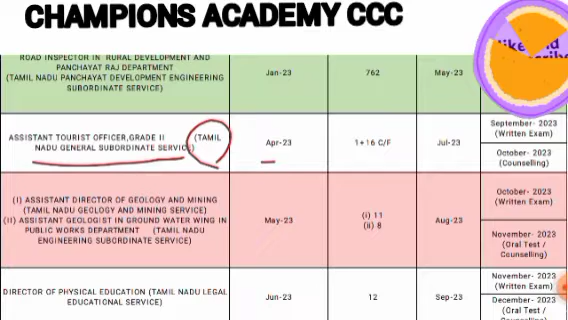 CHAMPIONS ACADEMY CCC
ROAD INSPECTOR IN RURAL DEVELOPMENT AND
PANCHAYAT RAJ DEPARTMENT
(TAMIL NADU PANCHAYAT DEVELOPMENT ENGINEERING
SUBORDINATE SERVICE)
Jan-23
762
May-23
like and
ASSISTANT TOURIST OFFICER,GRADE II (TAMIL
NADU GENERAL SUBORDINATE SERVICE)
Apr-23
1+16 C/F
Jul-23
September- 2023
(Written Exam)
October- 2023
(Counselling)
(I) ASSISTANT DIRECTOR OF GEOLOGY AND MINING
(TAMIL NADU GEOLOGY AND MINING SERVICE)
(II) ASSISTANT GEOLOGIST IN GROUND WATER WING IN
PUBLIC WORKS DEPARTMENT (TAMIL NADU
ENGINEERING SUBORDINATE SERVICE)
May-23
(i) 11
(ii) 8
Aug-23
October- 2023
(Written Exam
November- 2023
(Oral Test /
Counselling)
DIRECTOR OF PHYSICAL EDUCATION (TAMIL NADU LEGAL
EDUCATIONAL SERVICE)
Jun-23
12
Sep-23
November- 2023
(Written Exam)
December- 2023
(Oral Test /